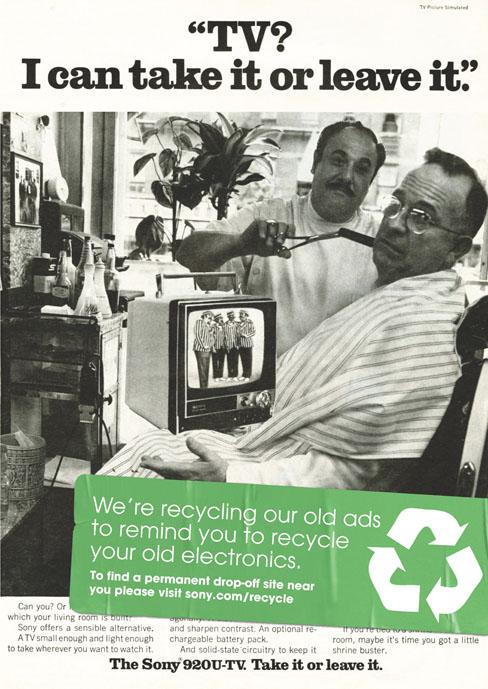 TV Picture Simulated
“TV?
I can take it or leave it.”
We're recycling our old ads
to remind you to recycle
your old electronics.
To find a permanent drop-off site near
you please visit sony.com/recycle
Can you? Or
which your living room is built?
Sony offers a sensible alternative.
A TV small enough and light enough
to take wherever you want to watch it.
and sharpen contrast. An optional re-
chargeable battery pack.
And solid-state circuitry to keep it
room, maybe it's time you got a little
shrine buster.
The Sony® 920U-TV. Take it or leave it.